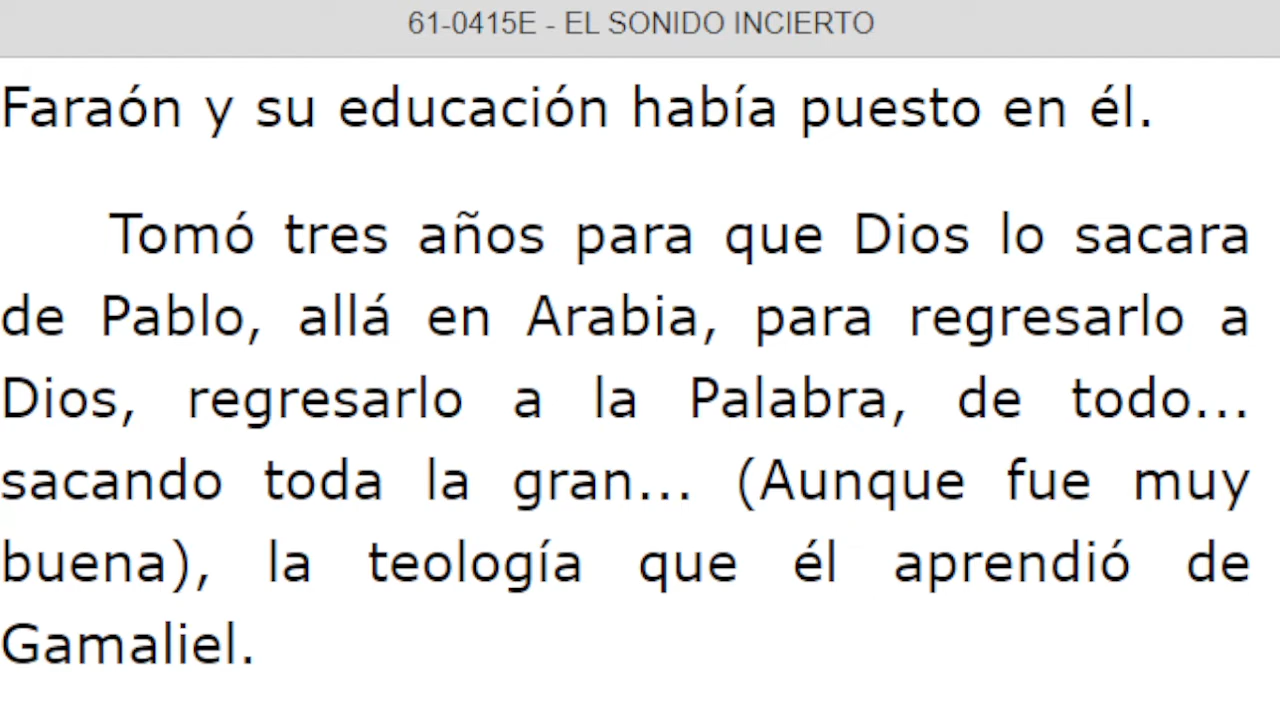 61-0415E - EL SONIDO INCIERTO
Faraón y su educación había puesto en él.
Tomó tres años para que Dios lo sacara
de Pablo, allá en Arabia, para regresarlo a
Dios, regresarlo a la Palabra, de todo...
sacando toda la gran... (Aunque fue muy
buena), la teología que él aprendió de
Gamaliel.